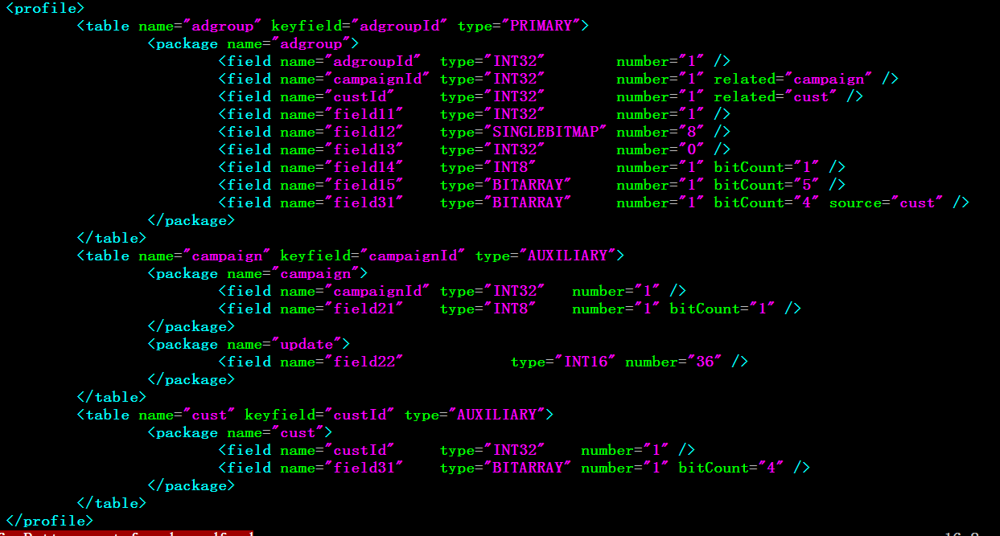 <profile>
<table name="adgroup" keyfield="adgroupId" type="PRIMARY">
<package name="adgroup">
<field name="adgroupId" type="INT32" number="1" />
<field name="campaignId" type="INT32" number="1" related="campaign" />
<field name="custId" type="INT32" number="1" related="cust" />
<field name="field11" type="INT32" number="1" />
<field name="field12" type="SINGLEBITMAP" number="8" />
<field name="field13" type="INT32" number="0" />
<field name="field14" type="INT8" number="1" bitCount="1" />
<field name="field15" type="BITARRAY" number="1" bitCount="5" />
<field name="field31" type="BITARRAY" number="1" bitCount="4" source="cust" />
</package>
</table>
<table name="campaign" keyfield="campaignId" type="AUXILIARY">
<package name="campaign">
<field name="campaignId" type="INT32" number="1" />
<field name="field21" type="INT8" number="1" bitCount="1" />
</package>
<package name="update">
<field name="field22" type="INT16" number="36" />
</package>
</table>
<table name="cust" keyfield="custId" type="AUXILIARY">
<package name="cust">
<field name="custId" type="INT32" number="1" />
<field name="field31" type="BITARRAY" number="1" bitCount="4" />
</package>
</table>
</profile>